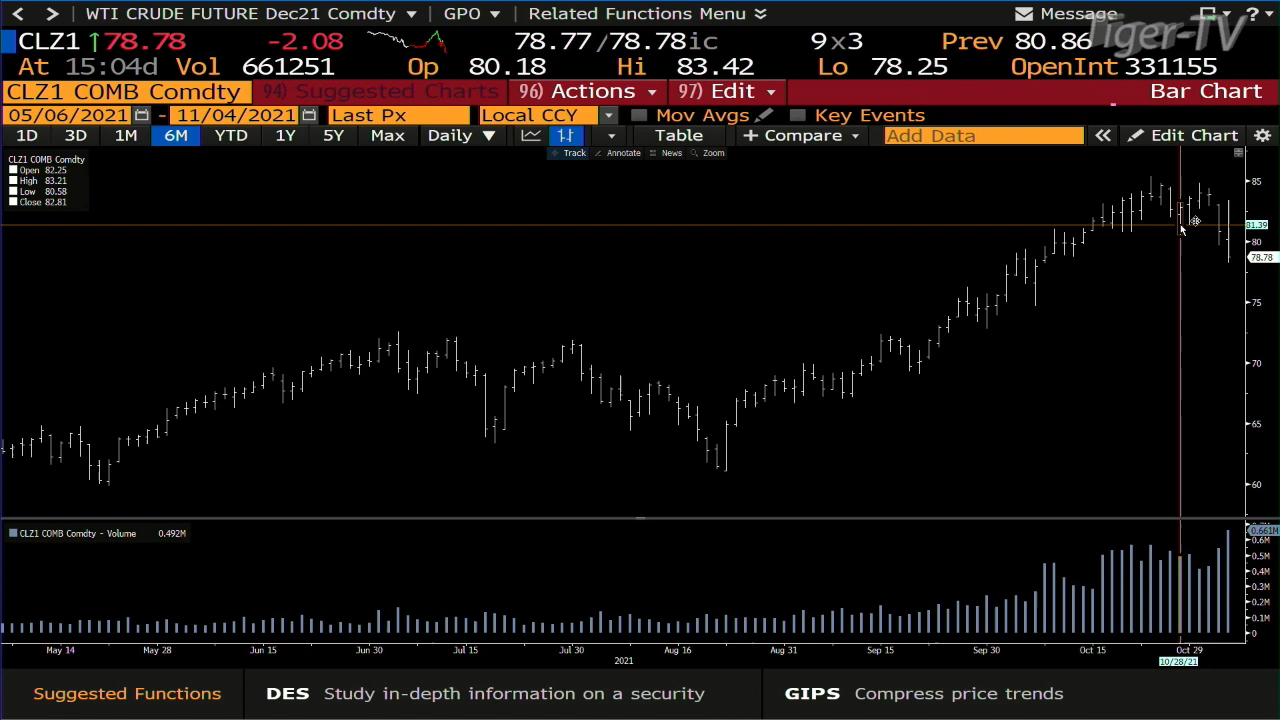 < > WTI CRUDE FUTURE Dec21 Comdty ▾ GPO ▾ Related Functions Menu Message ? ▾
Tiger-TV
CLZ1 ↑78.78 -2.08 78.77/78.78ic 9×3 Prev 80.86
At 15:04d Vol 661251 Op 80.18 Hi 83.42 Lo 78.25 OpenInt 331155
CLZ1 COMB Comdty 94) Suggested Charts 96) Actions ▾ 97) Edit ▾ Bar Chart
05/06/2021 - 11/04/2021 Last Px Local CCY ▾ Mov Avgs Key Events
1D 3D 1M 6M YTD 1Y 5Y Max Daily ▼ Table + Compare ▾ Add Data « Edit Chart
Track Annotate News Zoom
CLZ1 COMB Comdty
Open 82.25
High 83.21
Low 80.58
Close 82.81
85
81.39
80
78.78
75
70
65
60
CLZ1 COMB Comdty - Volume 0.492M
0.661M
0.6M
0.5M
0.4M
0.3M
0.2M
0.1M
0
May 14 May 28 Jun 15 Jun 30 Jul 15 Jul 30 Aug 16 Aug 31 Sep 15 Sep 30 Oct 15 Oct 29
2021 10/28/21
Suggested Functions DES Study in-depth information on a security GIPS Compress price trends